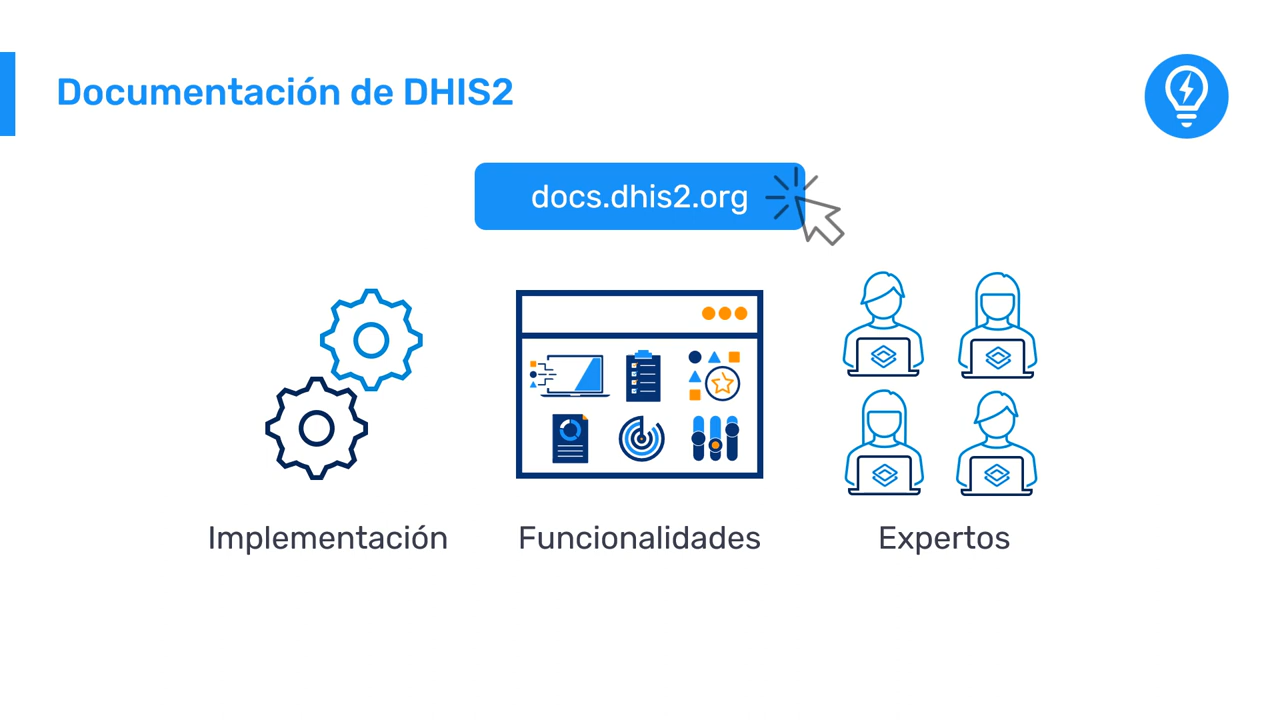 Documentación de DHIS2
docs.dhis2.org
Implementación
Funcionalidades
Expertos